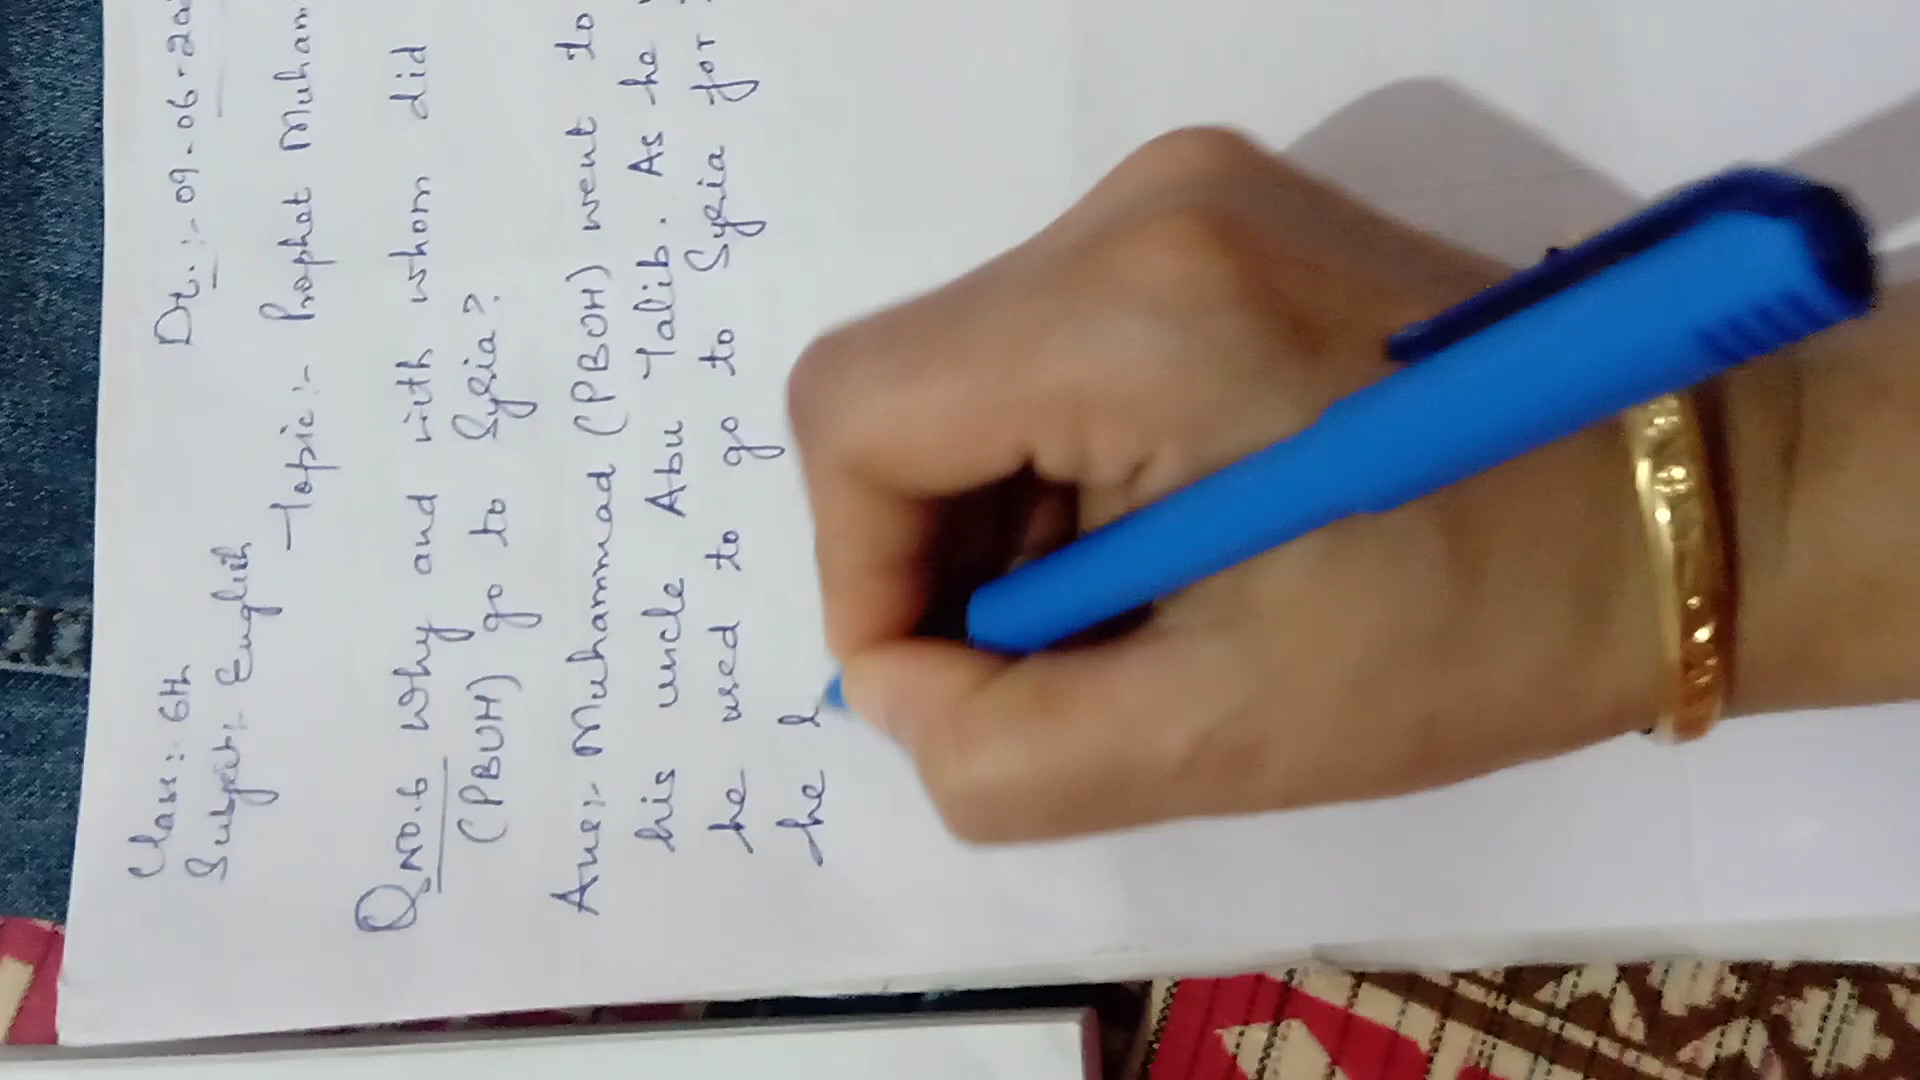 Class:- 6th Dt.:- 09-06-20
Subject:- English
Topic:- Prophet Muham
Q No.6 Why and with whom did
(PBUH) go to Syria?
Ans:- Muhammad (PBUH) went to
his uncle Abu Talib. As he
he used to go to Syria for
he